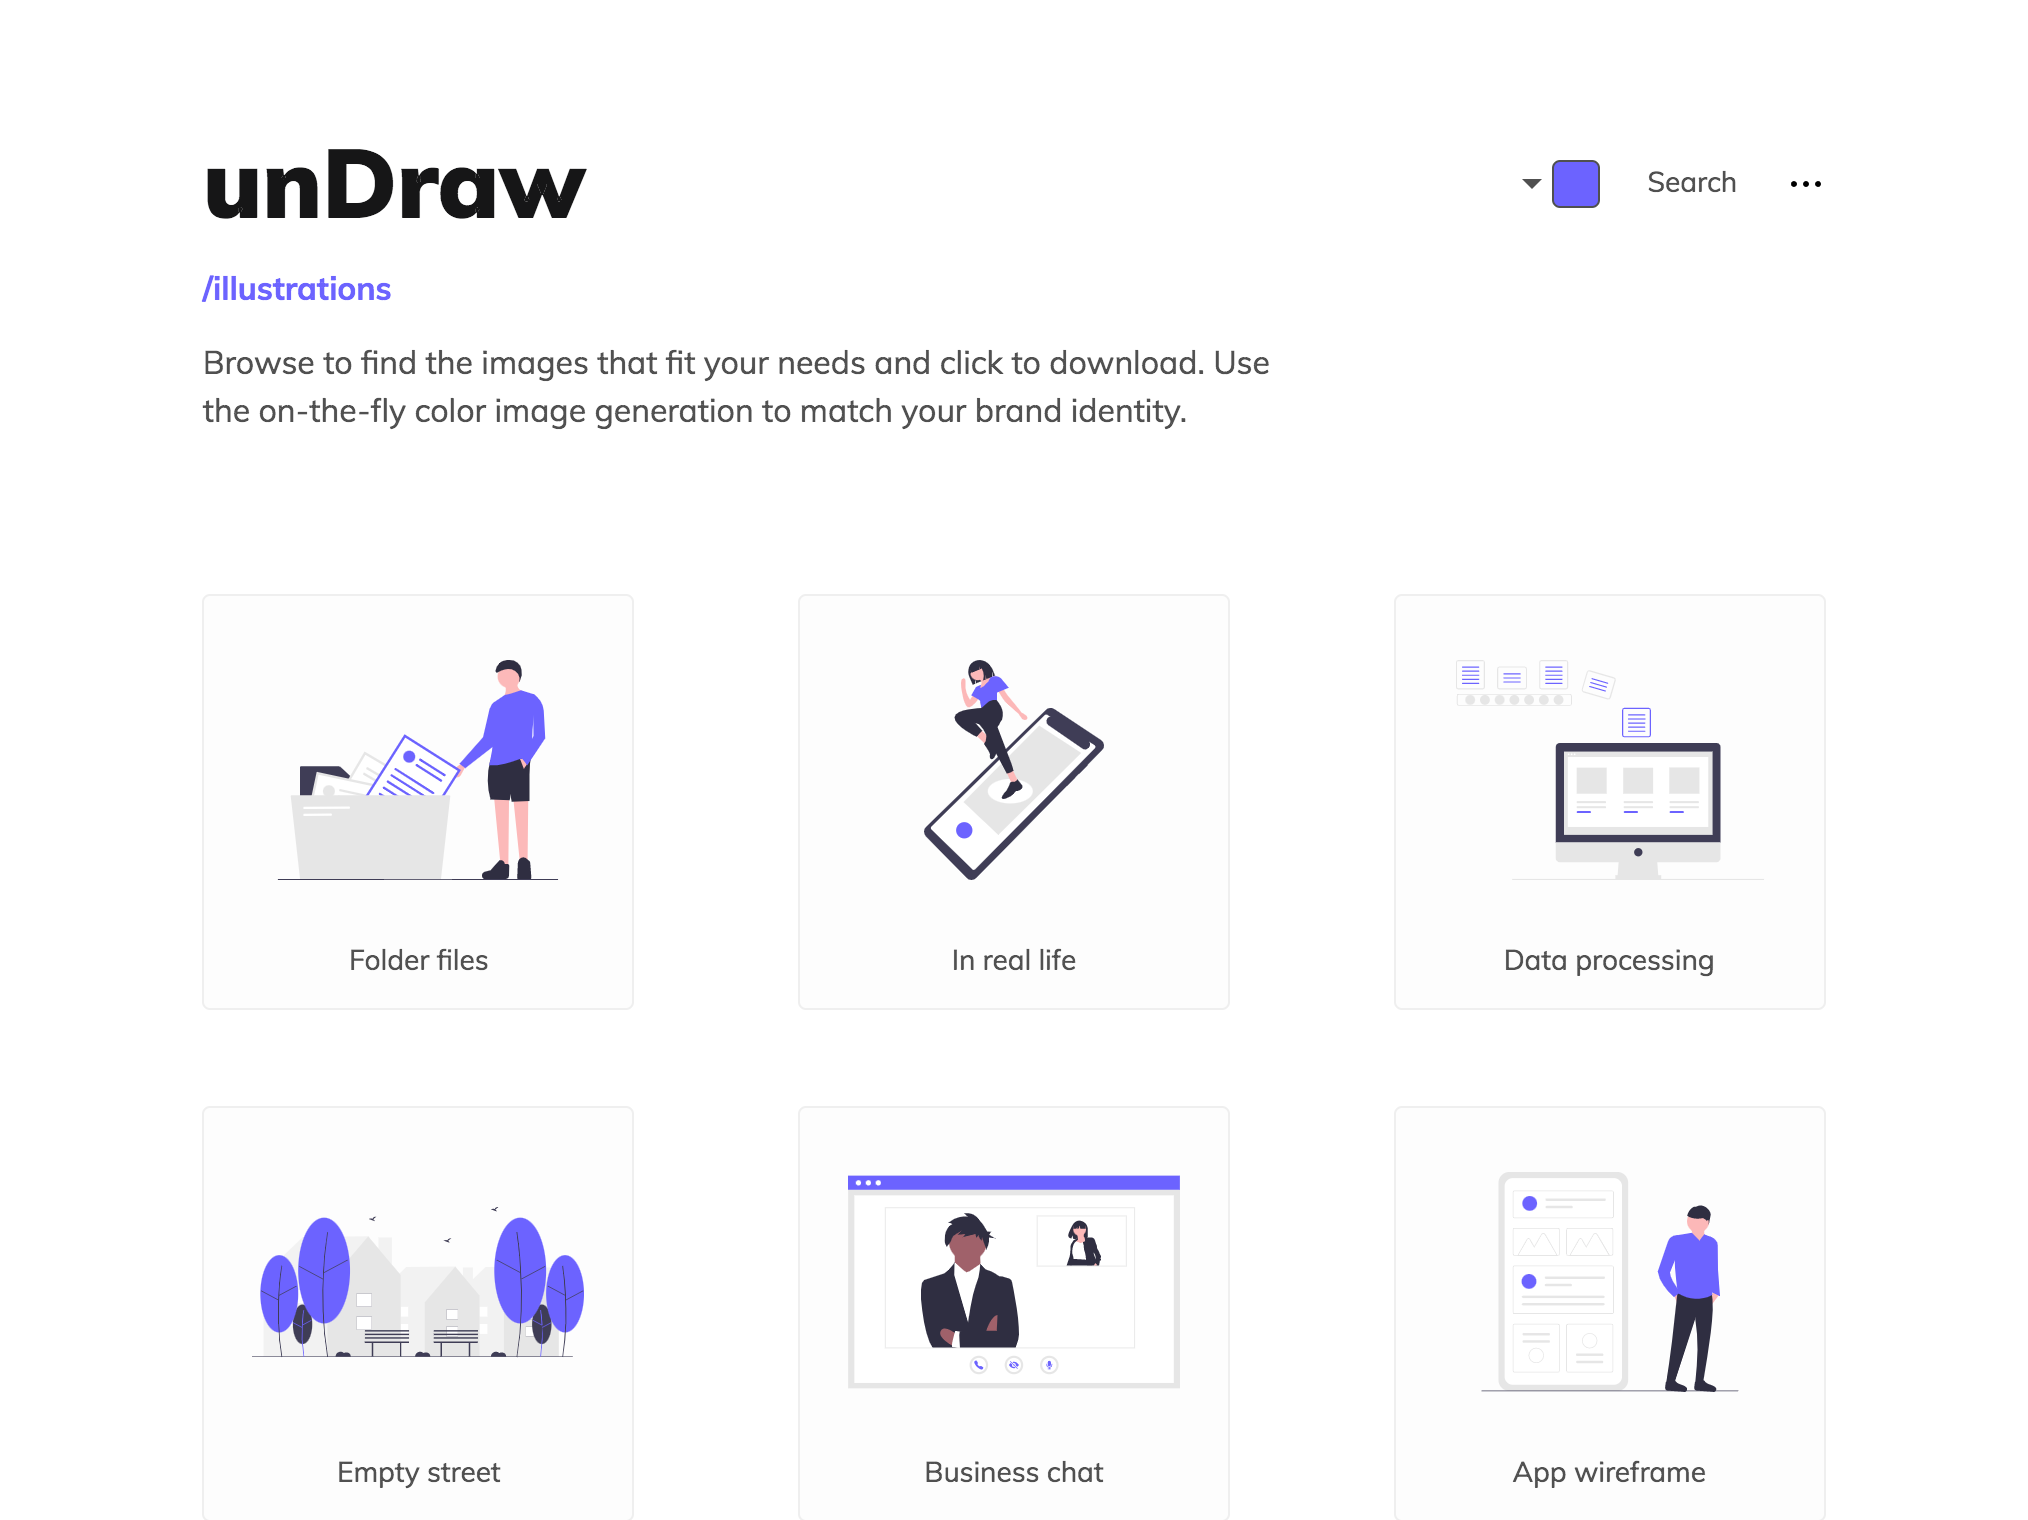 unDraw
Search
/illustrations
Browse to find the images that fit your needs and click to download. Use
the on-the-fly color image generation to match your brand identity.
Folder files
In real life
Data processing
Empty street
Business chat
App wireframe